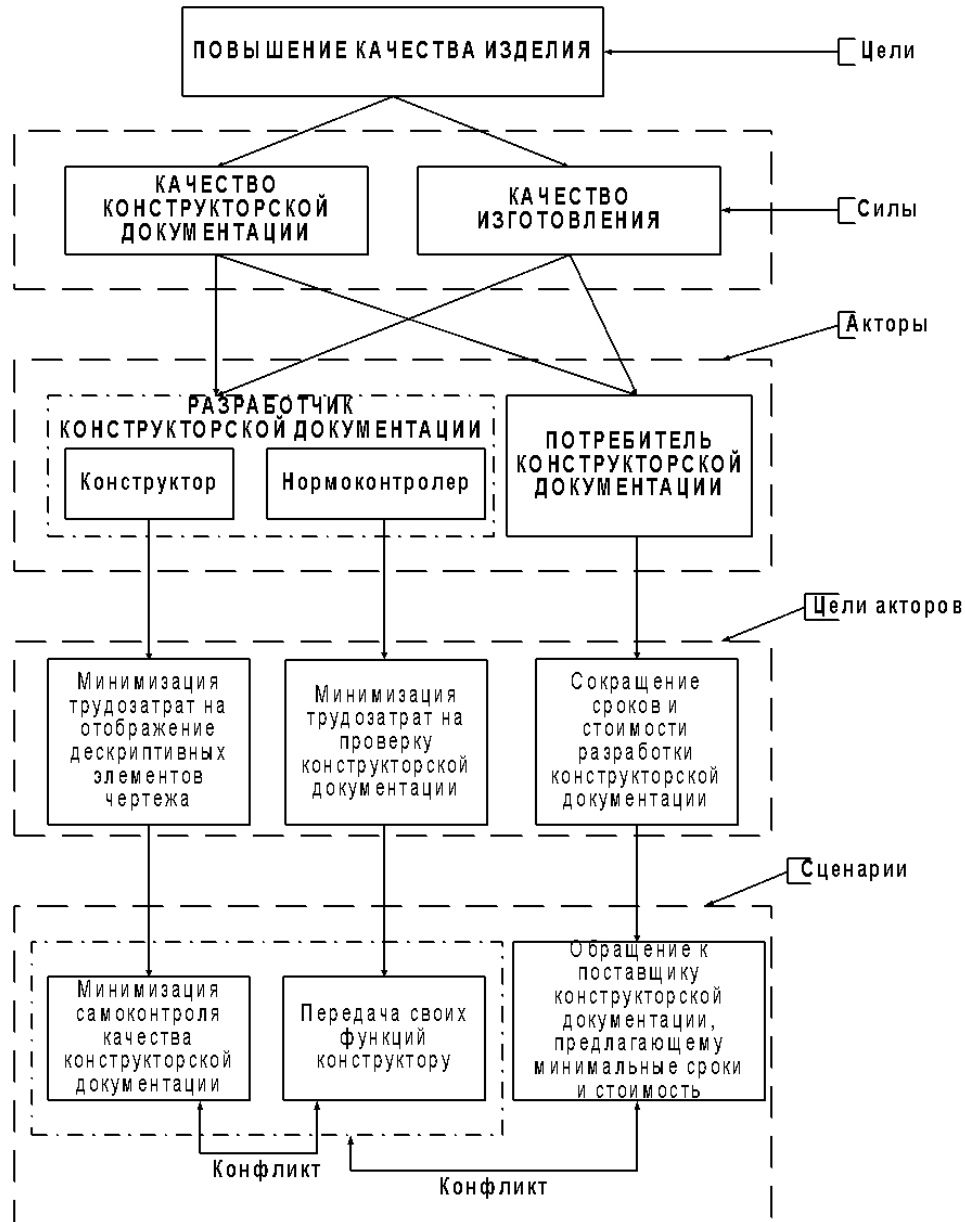 ПОВЫШЕНИЕ КАЧЕСТВА ИЗДЕЛИЯ
Цели
КАЧЕСТВО
КОНСТРУКТОРСКОЙ
ДОКУМЕНТАЦИИ
КАЧЕСТВО
ИЗГОТОВЛЕНИЯ
Силы
Акторы
РАЗРАБОТЧИК
КОНСТРУКТОРСКОЙ ДОКУМЕНТАЦИИ
Конструктор
Нормоконтролер
ПОТРЕБИТЕЛЬ
КОНСТРУКТОРСКОЙ
ДОКУМЕНТАЦИИ
Цели акторов
Минимизация
трудозатрат на
отображение
дескриптивных
элементов
чертежа
Минимизация
трудозатрат на
проверку
конструкторской
документации
Сокращение
сроков и
стоимости
разработки
конструкторской
документации
Сценарии
Минимизация
самоконтроля
качества
конструкторской
документации
Передача своих
функций
конструктору
Обращение к
поставщику
конструкторской
документации,
предлагающему
минимальные сроки
и стоимость
Конфликт
Конфликт